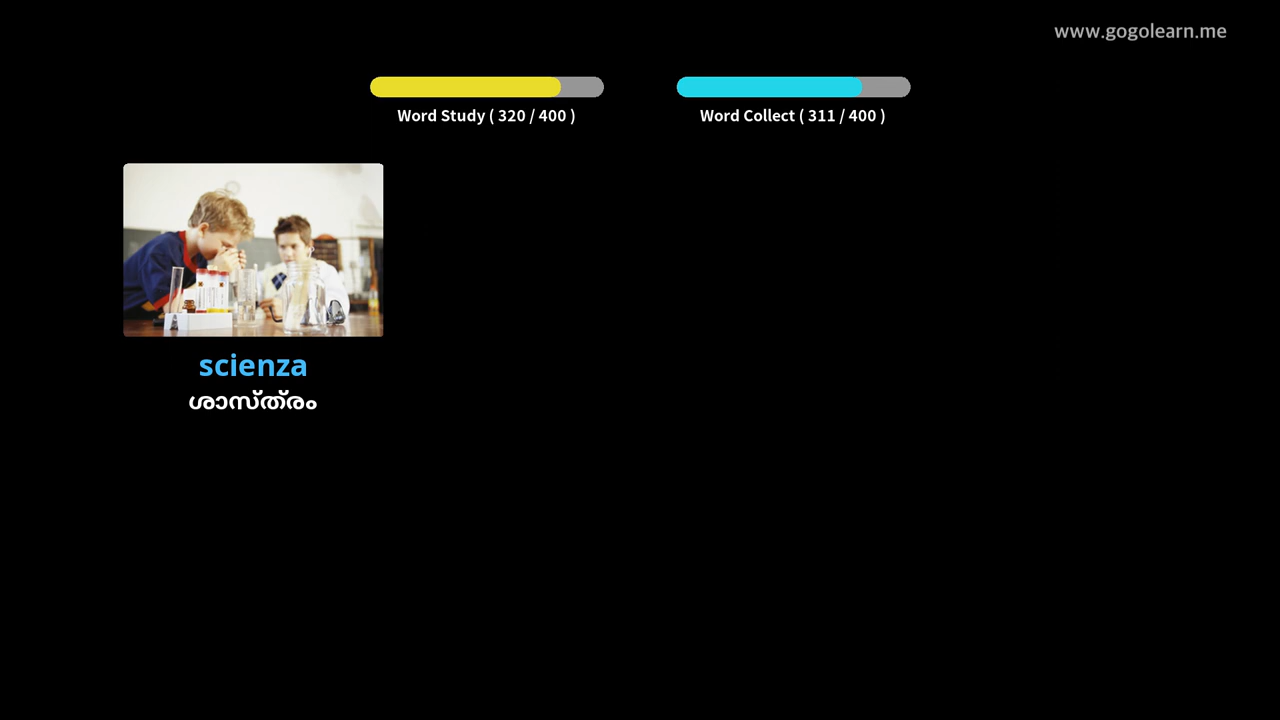 www.gogolearn.me
Word Study ( 320 / 400 )
Word Collect ( 311 / 400 )
scienza
ശാസ്ത്രം